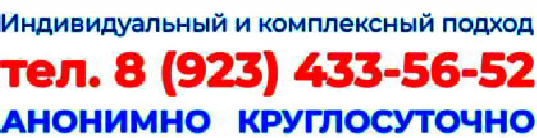 Индивидуальный и комплексный подход
тел. 8 (923) 433-56-52
АНОНИМНО КРУГЛОСУТОЧНО